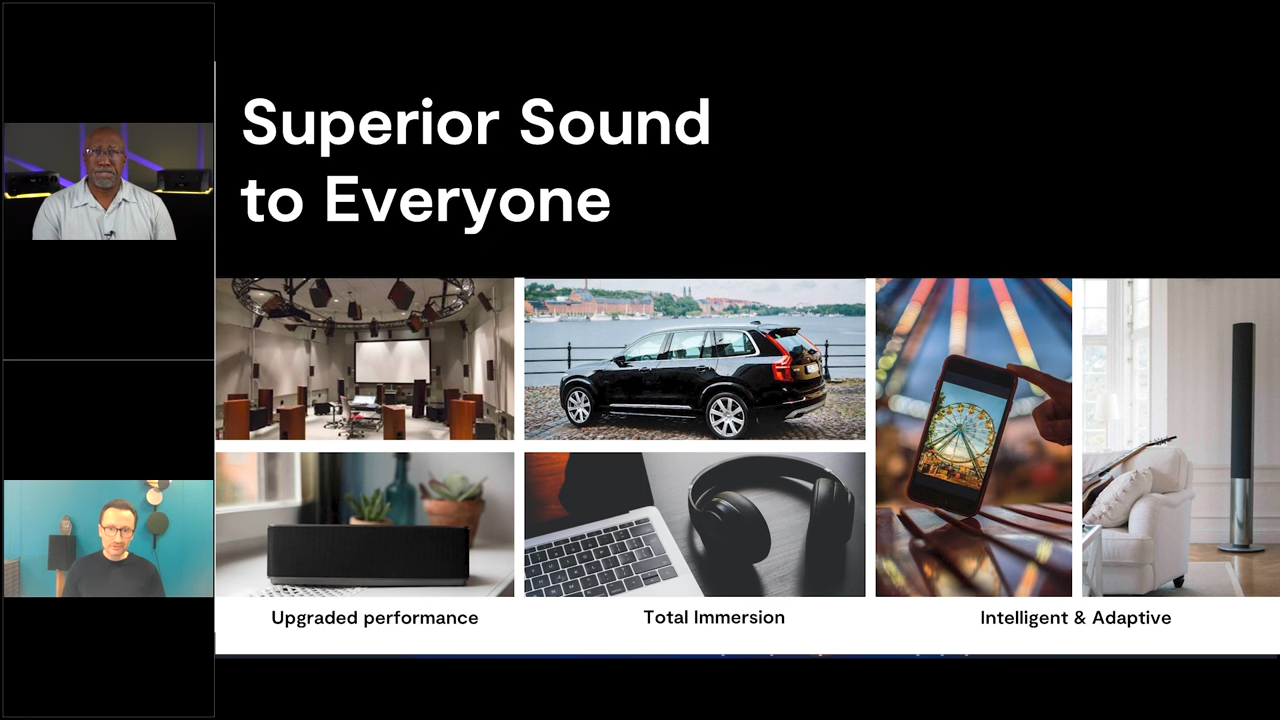 Superior Sound
to Everyone
Upgraded performance
Total Immersion
Intelligent & Adaptive